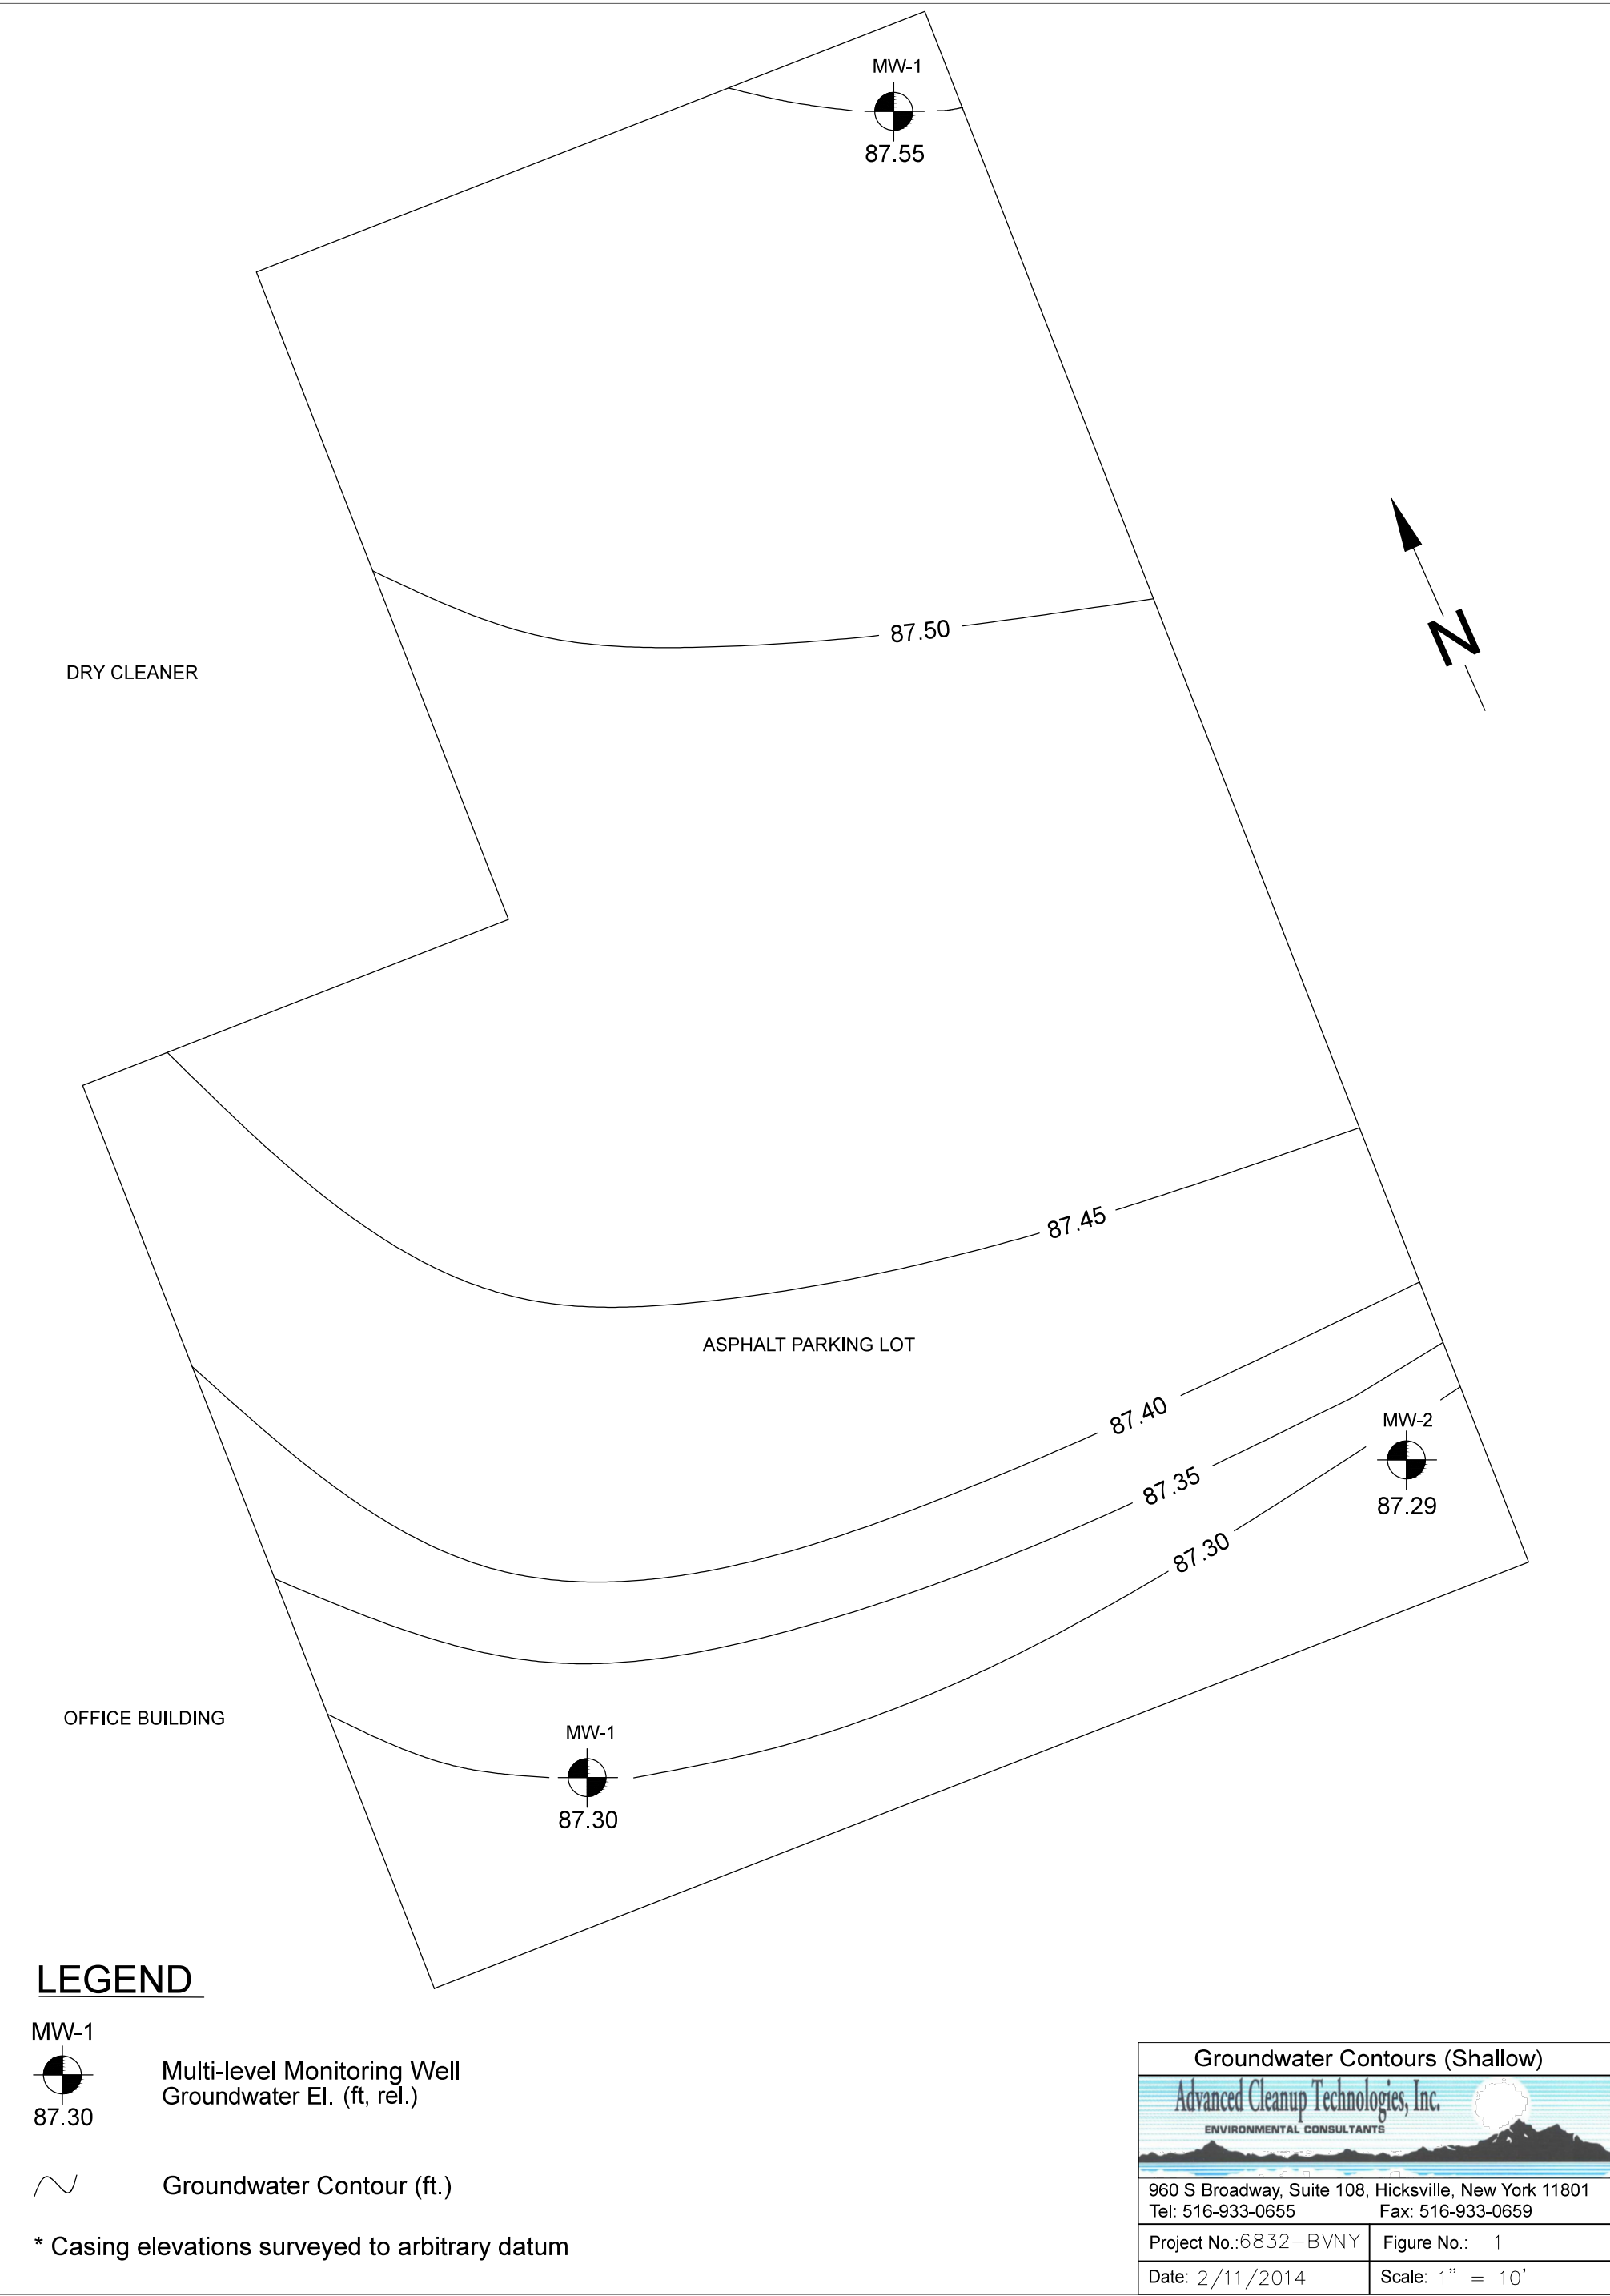 MW-1
87.55
N
87.50
DRY CLEANER
87.45
ASPHALT PARKING LOT
87.40
MW-2
87.35
87.29
87.30
OFFICE BUILDING
MW-1
87.30
LEGEND
MW-1
87.30
Multi-level Monitoring Well
Groundwater El. (ft, rel.)
Groundwater Contour (ft.)
* Casing elevations surveyed to arbitrary datum
Groundwater Contours (Shallow)
Advanced Cleanup Technologies, Inc.
ENVIRONMENTAL CONSULTANTS
960 S Broadway, Suite 108, Hicksville, New York 11801
Tel: 516-933-0655 Fax: 516-933-0659
Project No.:6832-BVNY Figure No.: 1
Date: 2/11/2014 Scale: 1" = 10'